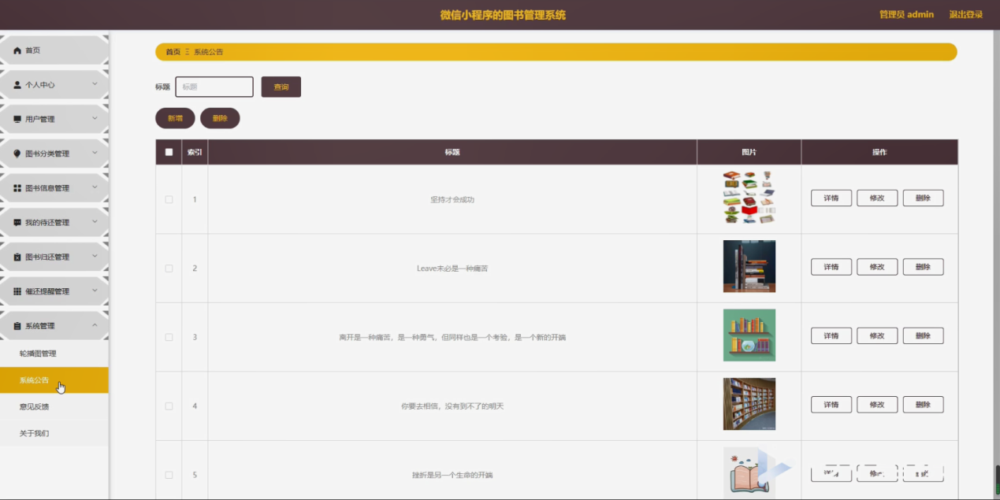 微信小程序的图书管理系统
管理员 admin 退出登录
首页
个人中心
用户管理
图书分类管理
图书信息管理
我的待还管理
图书归还管理
催还提醒管理
系统管理
轮播图管理
系统公告
意见反馈
关于我们
首页 Ξ 系统公告
标题 标题 查询
新增 删除
索引 标题 图片 操作
1 坚持才会成功 详情 修改 删除
2 Leave未必是一种痛苦 详情 修改 删除
3 离开是一种痛苦，是一种勇气，但同样也是一个考验，是一个新的开端 详情 修改 删除
4 你要去相信，没有到不了的明天 详情 修改 删除
5 挫折是另一个生命的开端